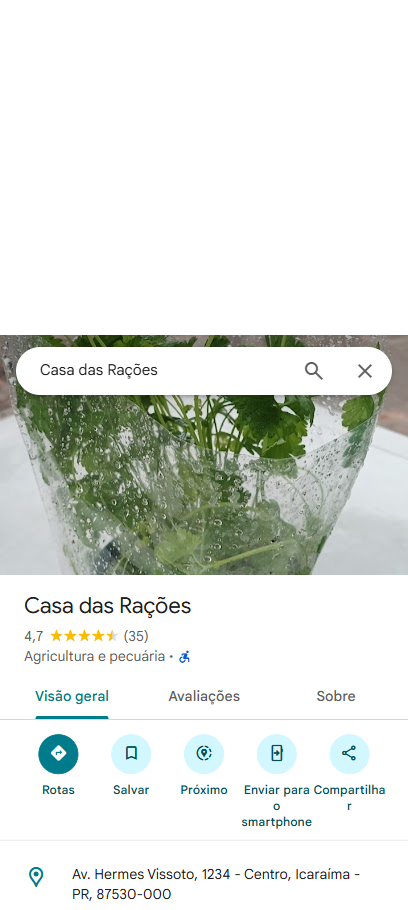 Casa das Rações
Casa das Rações
4,7 (35)
Agricultura e pecuária •
Visão geral Avaliações Sobre
Rotas Salvar Próximo Enviar para o smartphone Compartilhar
Av. Hermes Vissoto, 1234 - Centro, Icaraíma -
PR, 87530-000